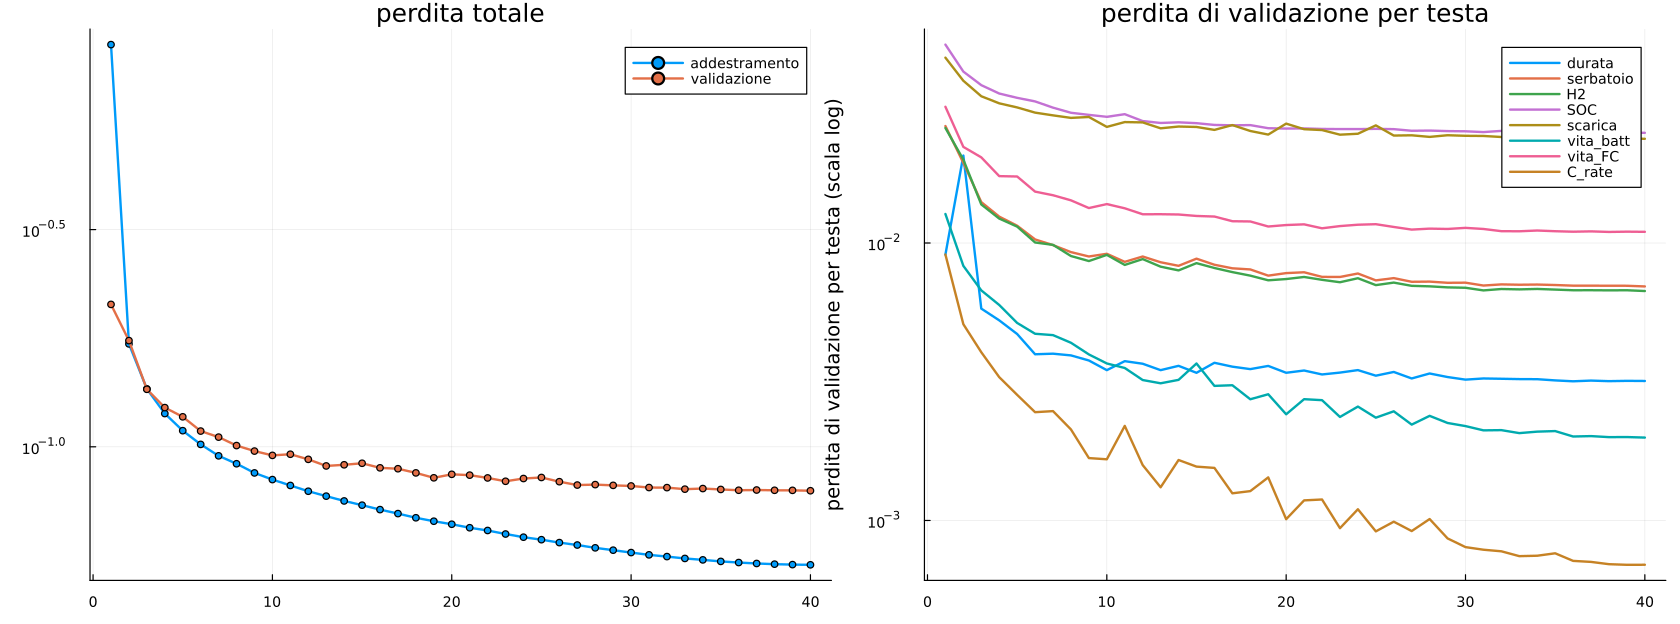 perdita totale
addestramento
validazione
10^−0.5
10^−1.0
0 10 20 30 40
perdita di validazione per testa
perdita di validazione per testa (scala log)
durata
serbatoio
H2
SOC
scarica
vita_batt
vita_FC
C_rate
10^−2
10^−3
0 10 20 30 40